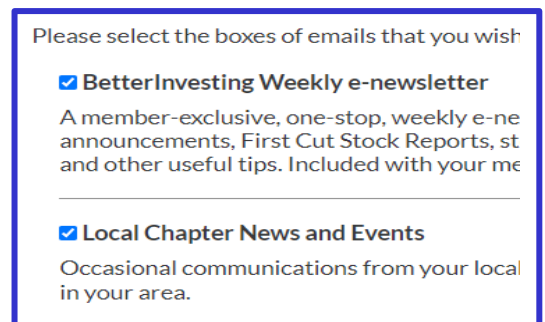 Please select the boxes of emails that you wish
BetterInvesting Weekly e-newsletter
A member-exclusive, one-stop, weekly e-ne
announcements, First Cut Stock Reports, st
and other useful tips. Included with your me
Local Chapter News and Events
Occasional communications from your local
in your area.